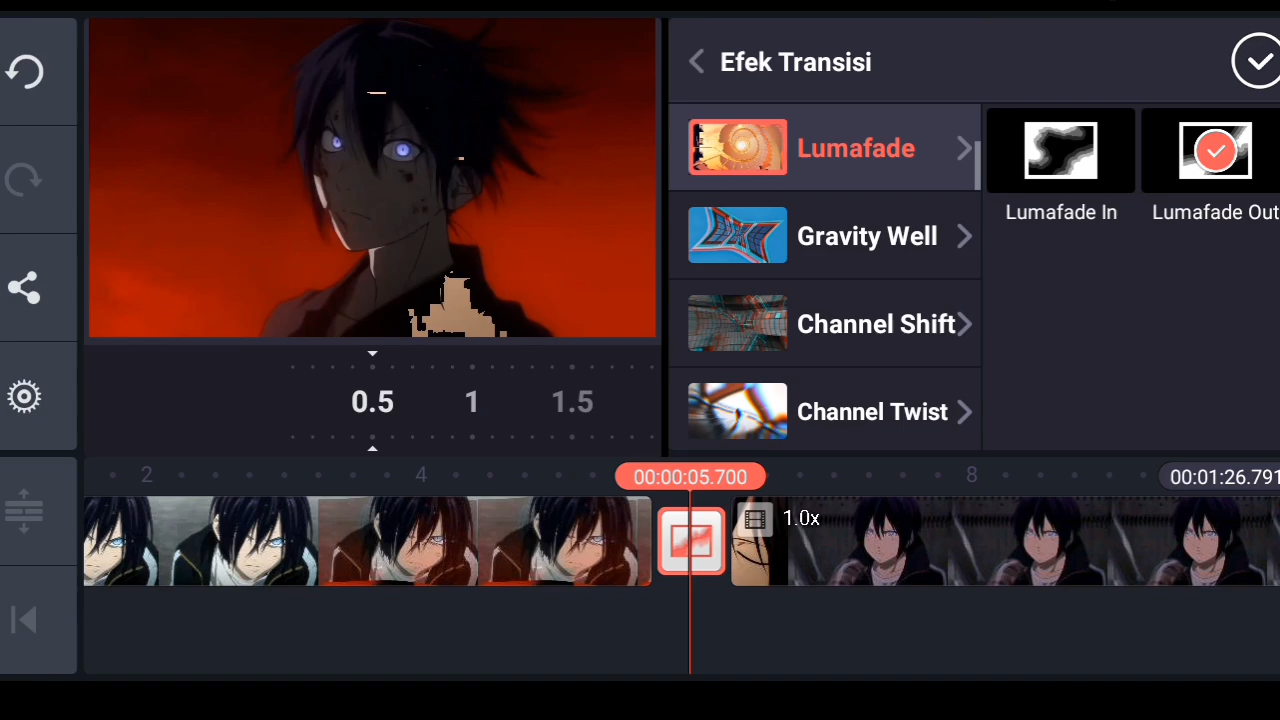 Efek Transisi
Lumafade
Lumafade In
Lumafade Out
Gravity Well
Channel Shift
Channel Twist
0.5 1 1.5
2 4 00:00:05.700 8 00:01:26.791
1.0x